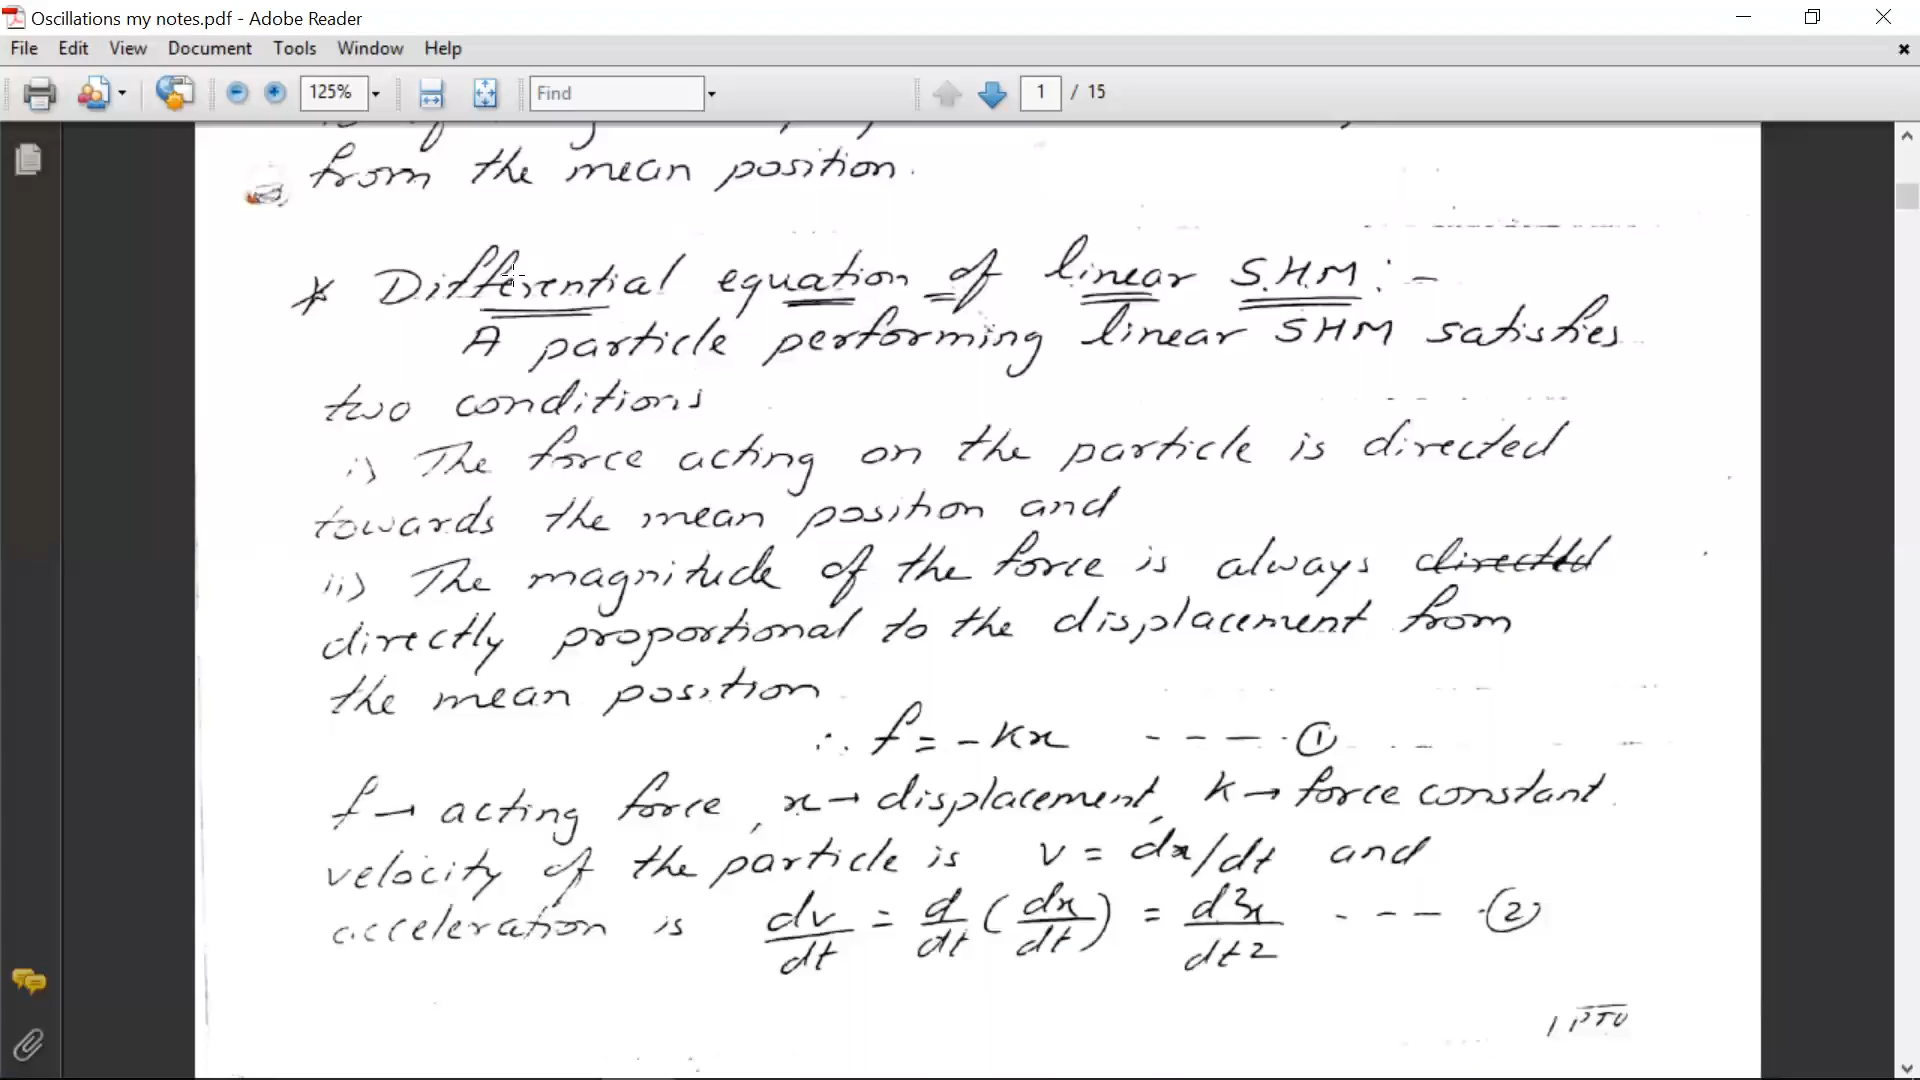 Oscillations my notes.pdf - Adobe Reader
File Edit View Document Tools Window Help
125% Find 1 / 15
from the mean position.
* Differential equation of linear S.H.M :-
A particle performing linear SHM satisfies
two conditions
i) The force acting on the particle is directed
towards the mean position and
ii) The magnitude of the force is always directed
directly proportional to the displacement from
the mean position
∴ f = - kx ---- ①
f → acting force, x → displacement, k → force constant.
velocity of the particle is v = dx/dt and
acceleration is dv/dt = d/dt (dx/dt) = d²x/dt² ---- ②
PTO